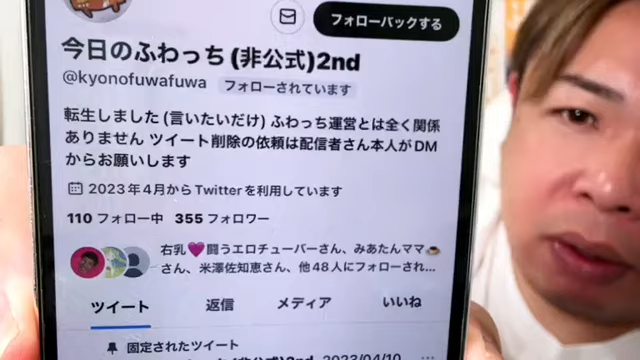 フォローバックする
今日のふわっち(非公式)2nd
@kyonofuwafuwa フォローされています
転生しました(言いたいだけ) ふわっち運営とは全く関係
ありません ツイート削除の依頼は配信者さん本人がDM
からお願いします
2023年4月からTwitterを利用しています
110 フォロー中 355 フォロワー
右乳💜闘うエロチューバーさん、みあたんママ☕
さん、米澤佐知恵さん、他48人にフォローされ...
ツイート 返信 メディア いいね
固定されたツイート
(非公式)2nd 2023/04/10